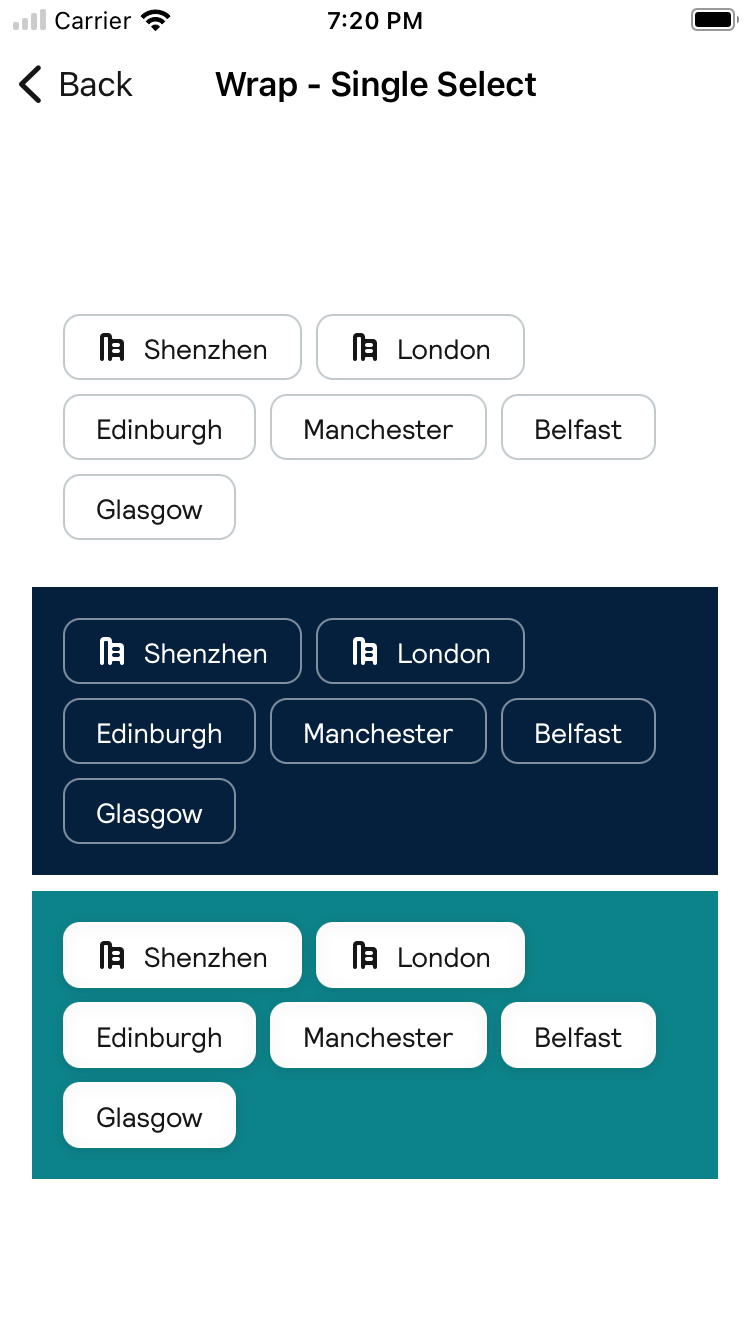 Carrier 7:20 PM
Back Wrap - Single Select
Shenzhen London
Edinburgh Manchester Belfast
Glasgow
Shenzhen London
Edinburgh Manchester Belfast
Glasgow
Shenzhen London
Edinburgh Manchester Belfast
Glasgow